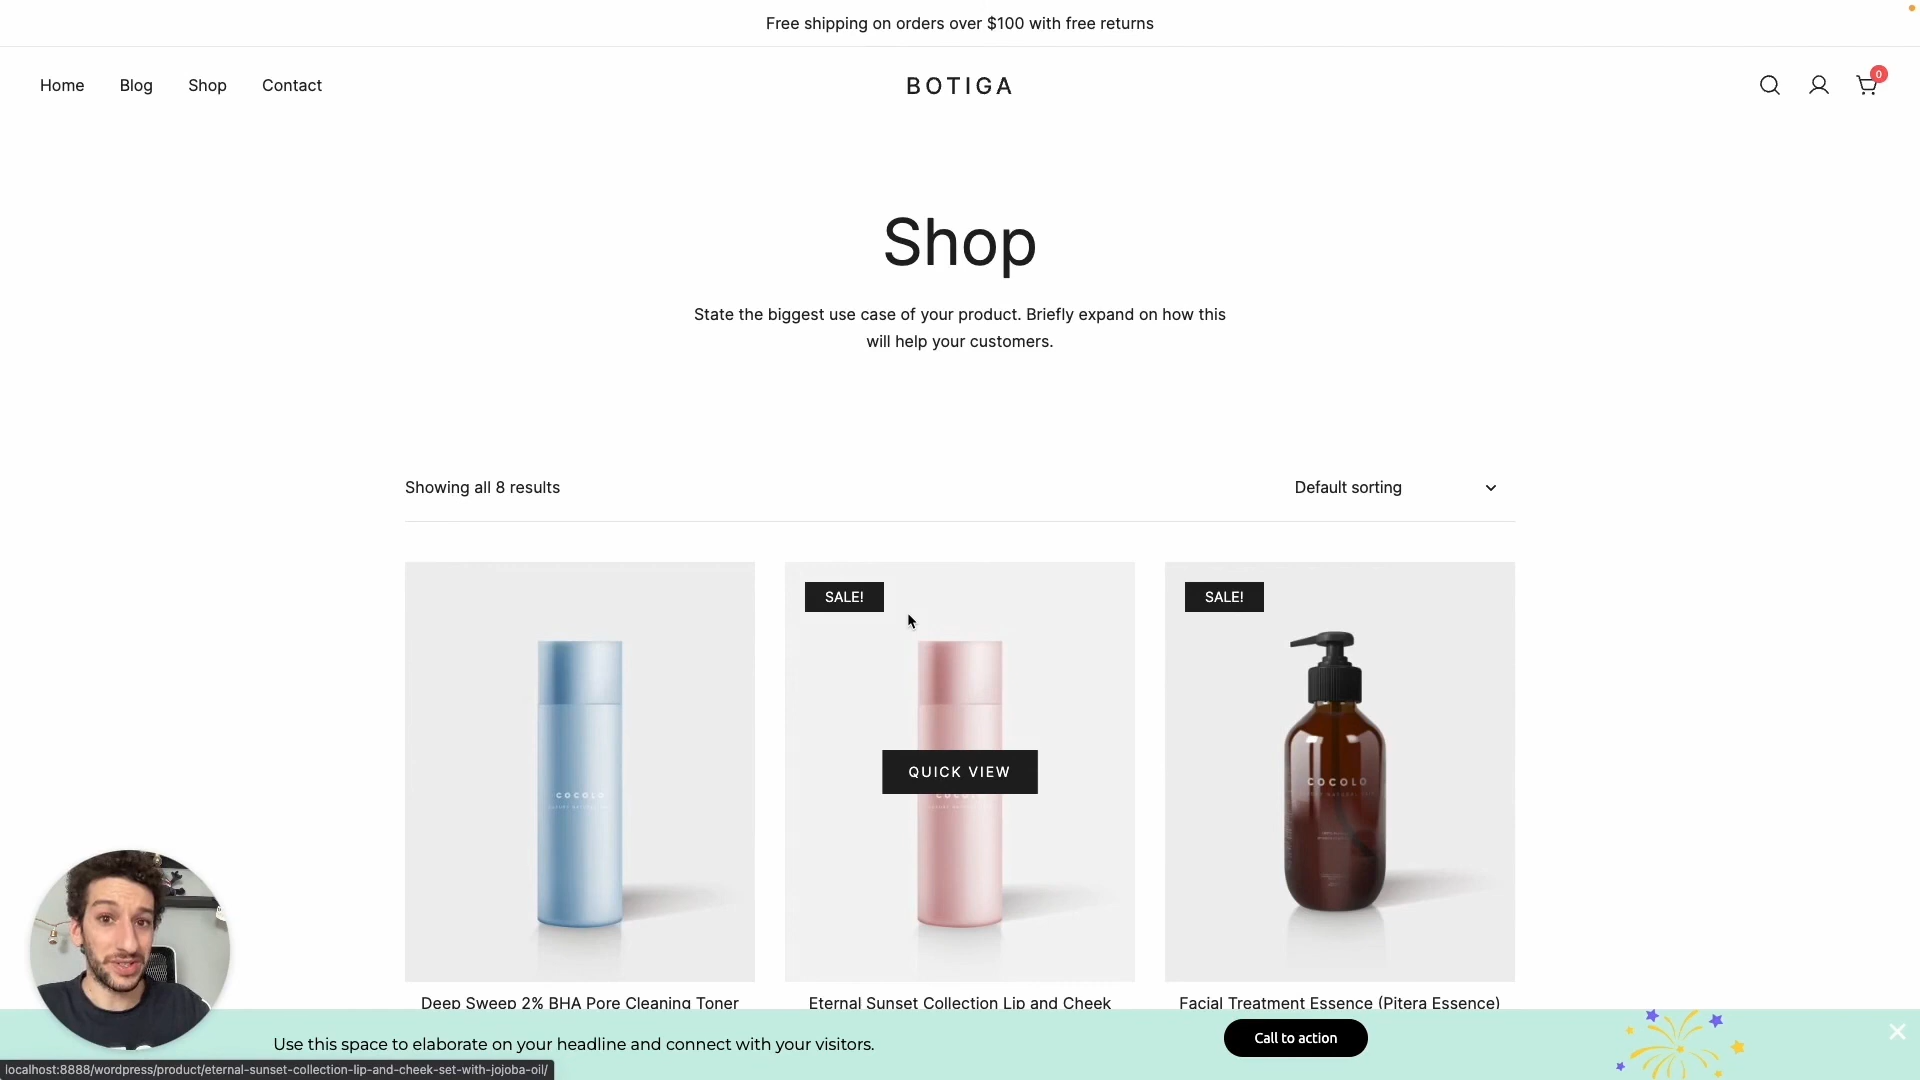 Free shipping on orders over $100 with free returns
Home Blog Shop Contact
BOTIGA
0
Shop
State the biggest use case of your product. Briefly expand on how this
will help your customers.
Showing all 8 results
Default sorting
SALE!
SALE!
QUICK VIEW
COCOLO
COCOLO
Deep Sweep 2% BHA Pore Cleaning Toner
Eternal Sunset Collection Lip and Cheek
Facial Treatment Essence (Pitera Essence)
Use this space to elaborate on your headline and connect with your visitors.
Call to action
localhost:8888/wordpress/product/eternal-sunset-collection-lip-and-cheek-set-with-jojoba-oil/